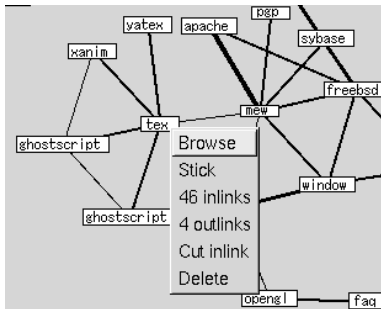 pgp
yatex
apache
sybase
xanim
freebsd
mew
tex
ghostscript
Browse
Stick
46 inlinks
4 outlinks
Cut inlink
Delete
window
ghostscript
opengl
faq